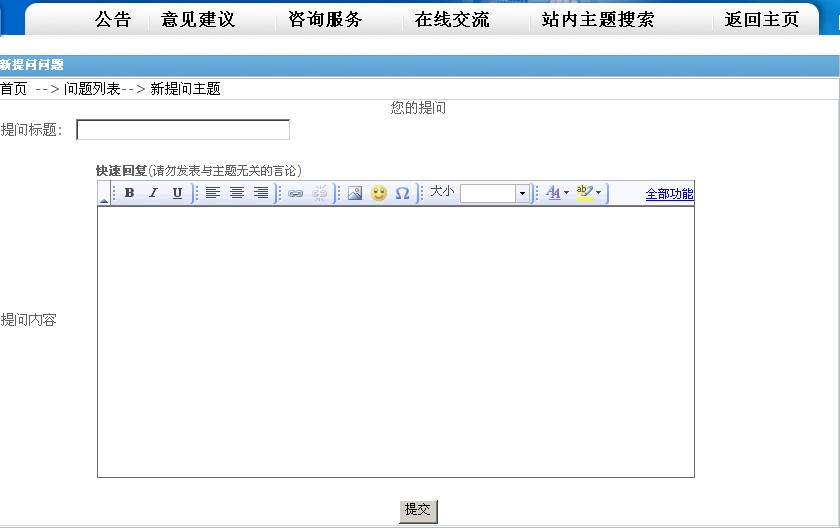 公告 意见建议 咨询服务 在线交流 站内主题搜索 返回主页
新提问问题
首页 --> 问题列表--> 新提问主题
您的提问
提问标题：
快速回复(请勿发表与主题无关的言论)
B I U Ω 大小 A ab 全部功能
提问内容
提交